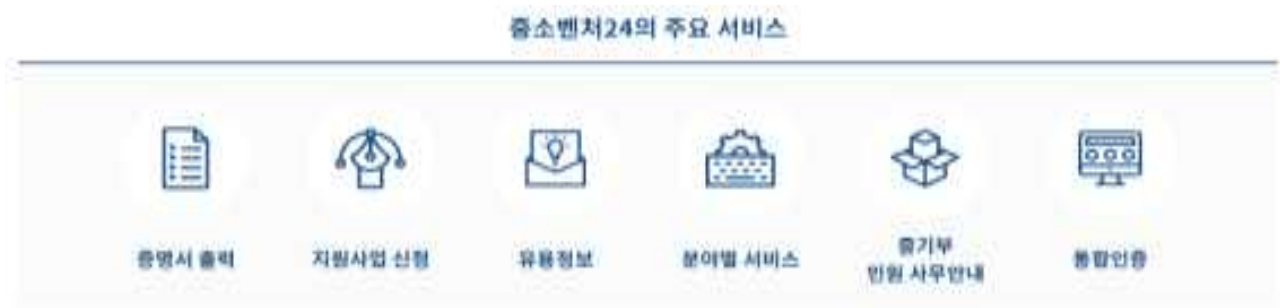 중소벤처24의 주요 서비스
증명서 출력
지원사업 신청
유용정보
분야별 서비스
중기부
민원 사무안내
통합인증